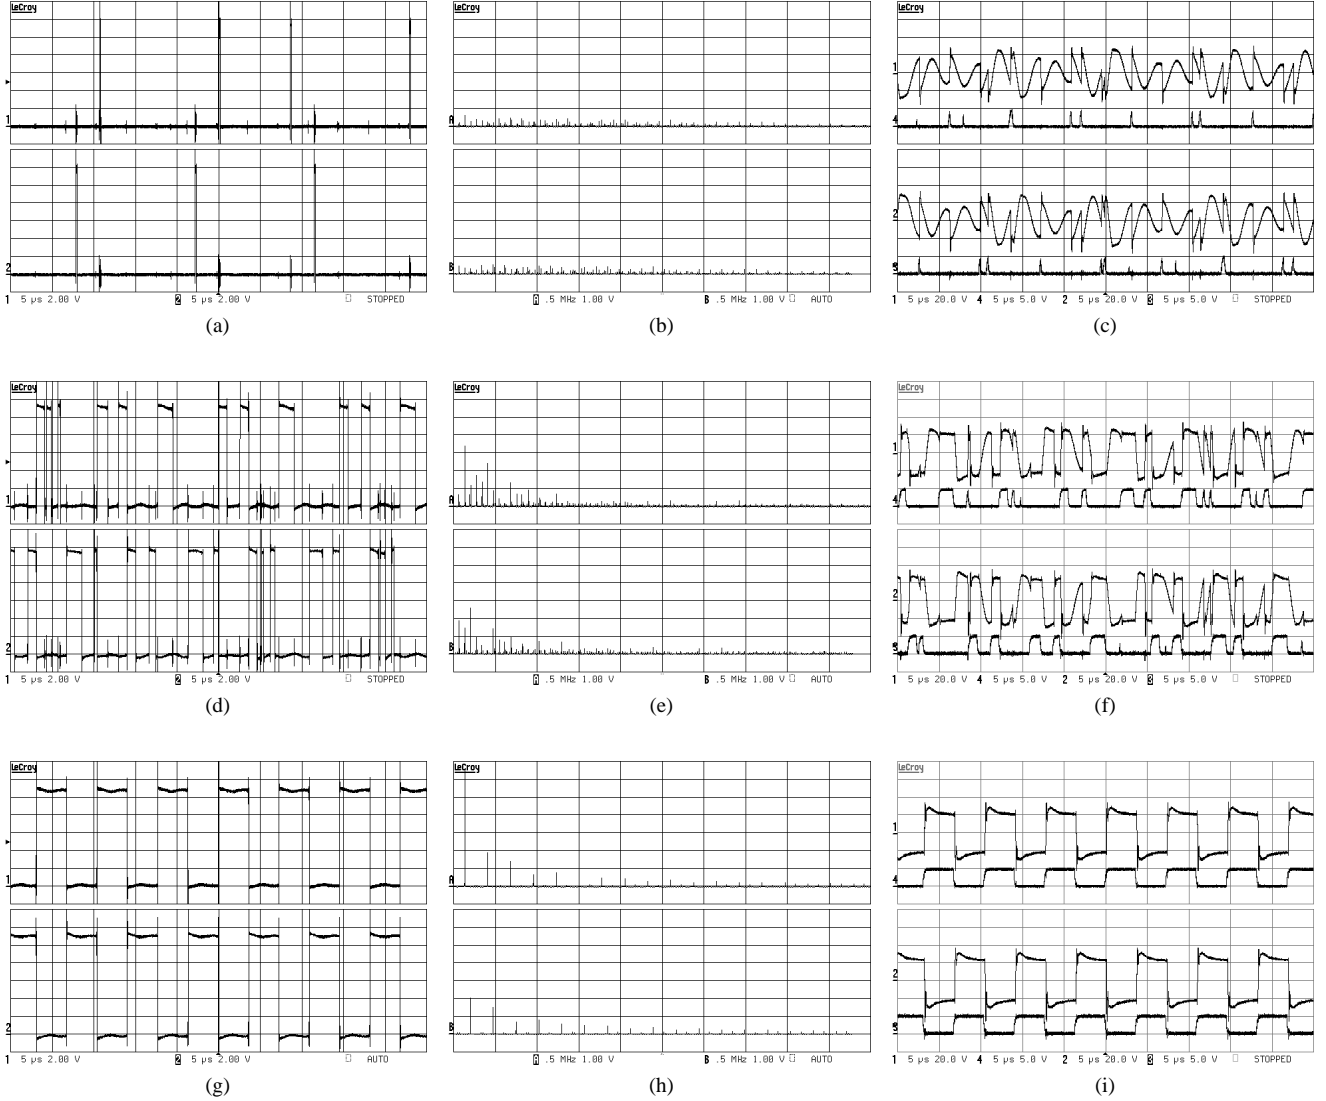 LeCroy
1
2
1 5 µs 2.00 V 2 5 µs 2.00 V STOPPED
(a)
LeCroy
A
B
A .5 MHz 1.00 V B .5 MHz 1.00 V AUTO
(b)
LeCroy
1
4
2
3
1 5 µs 20.0 V 4 5 µs 5.0 V 2 5 µs 20.0 V 3 5 µs 5.0 V STOPPED
(c)
LeCroy
1
2
1 5 µs 2.00 V 2 5 µs 2.00 V STOPPED
(d)
LeCroy
A
B
A .5 MHz 1.00 V B .5 MHz 1.00 V AUTO
(e)
LeCroy
1
4
2
3
1 5 µs 20.0 V 4 5 µs 5.0 V 2 5 µs 20.0 V 3 5 µs 5.0 V STOPPED
(f)
LeCroy
1
2
1 5 µs 2.00 V 2 5 µs 2.00 V AUTO
(g)
LeCroy
A
B
A .5 MHz 1.00 V B .5 MHz 1.00 V AUTO
(h)
LeCroy
1
4
2
3
1 5 µs 20.0 V 4 5 µs 5.0 V 2 5 µs 20.0 V 3 5 µs 5.0 V STOPPED
(i)